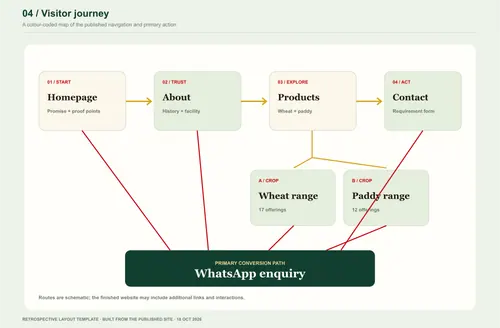 04 / Visitor journey
A colour-coded map of the published navigation and primary action
01 / START
Homepage
Promise + proof points
02 / TRUST
About
History + facility
03 / EXPLORE
Products
Wheat + paddy
04 / ACT
Contact
Requirement form
A / CROP
Wheat range
17 offerings
B / CROP
Paddy range
12 offerings
PRIMARY CONVERSION PATH
WhatsApp enquiry
Routes are schematic; the finished website may include additional links and interactions.
RETROSPECTIVE LAYOUT TEMPLATE · BUILT FROM THE PUBLISHED SITE · 16 OCT 2025